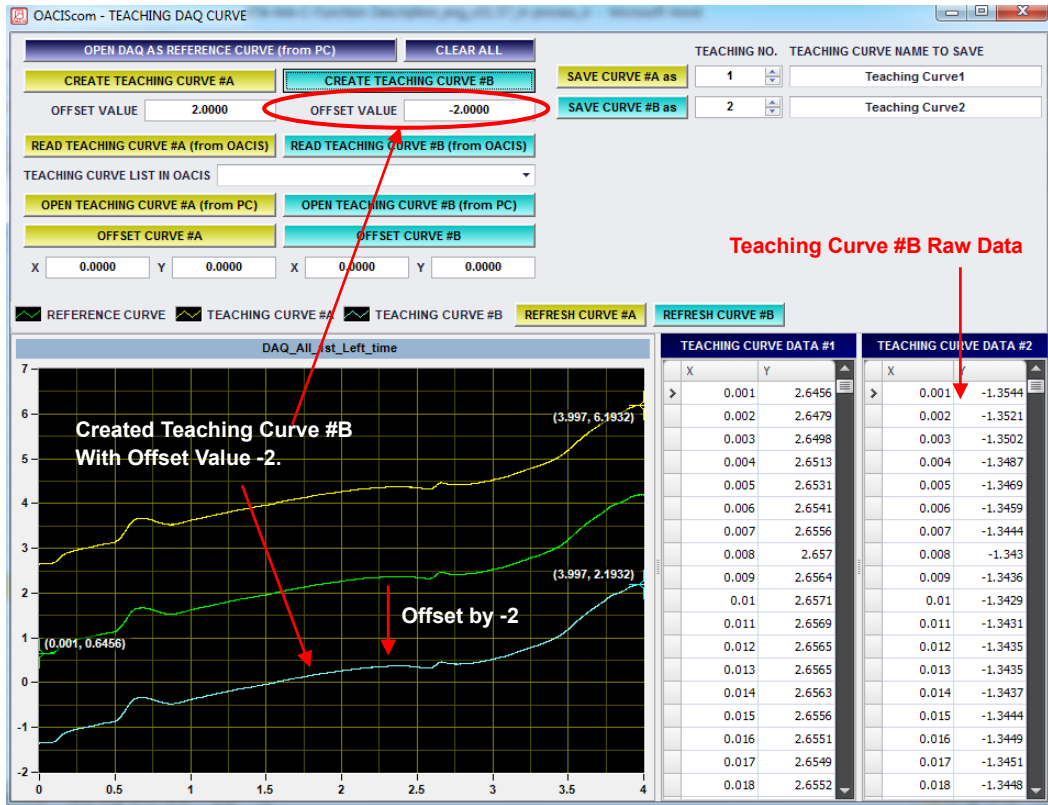 OACIScom - TEACHING DAQ CURVE
OPEN DAQ AS REFERENCE CURVE (from PC)
CLEAR ALL
TEACHING NO.
TEACHING CURVE NAME TO SAVE
CREATE TEACHING CURVE #A
CREATE TEACHING CURVE #B
SAVE CURVE #A as
1
Teaching Curve1
OFFSET VALUE
2.0000
OFFSET VALUE
-2.0000
SAVE CURVE #B as
2
Teaching Curve2
READ TEACHING CURVE #A (from OACIS)
READ TEACHING CURVE #B (from OACIS)
TEACHING CURVE LIST IN OACIS
OPEN TEACHING CURVE #A (from PC)
OPEN TEACHING CURVE #B (from PC)
OFFSET CURVE #A
OFFSET CURVE #B
X
0.0000
Y
0.0000
X
0.0000
Y
0.0000
Teaching Curve #B Raw Data
REFERENCE CURVE
TEACHING CURVE #A
TEACHING CURVE #B
REFRESH CURVE #A
REFRESH CURVE #B
DAQ_All_1st_Left_time
7
6
5
4
3
2
1
0
-1
-2
0
0.5
1
1.5
2
2.5
3
3.5
4
(3.997, 6.1932)
Created Teaching Curve #B
With Offset Value -2.
(3.997, 2.1932)
Offset by -2
(0.001, 0.6456)
TEACHING CURVE DATA #1
X Y
0.001 2.6456
0.002 2.6479
0.003 2.6498
0.004 2.6513
0.005 2.6531
0.006 2.6541
0.007 2.6556
0.008 2.657
0.009 2.6564
0.01 2.6571
0.011 2.6569
0.012 2.6565
0.013 2.6565
0.014 2.6563
0.015 2.6556
0.016 2.6551
0.017 2.6549
0.018 2.6552
TEACHING CURVE DATA #2
X Y
0.001 -1.3544
0.002 -1.3521
0.003 -1.3502
0.004 -1.3487
0.005 -1.3469
0.006 -1.3459
0.007 -1.3444
0.008 -1.343
0.009 -1.3436
0.01 -1.3429
0.011 -1.3431
0.012 -1.3435
0.013 -1.3435
0.014 -1.3437
0.015 -1.3444
0.016 -1.3449
0.017 -1.3451
0.018 -1.3448